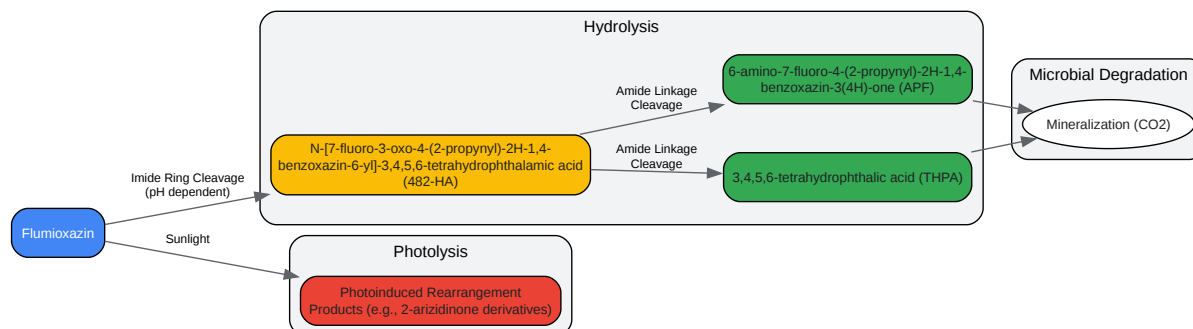 Hydrolysis
6-amino-7-fluoro-4-(2-propynyl)-2H-1,4-
benzoxazin-3(4H)-one (APF)
Microbial Degradation
Mineralization (CO2)
Amide Linkage
Cleavage
N-[7-fluoro-3-oxo-4-(2-propynyl)-2H-1,4-
benzoxazin-6-yl]-3,4,5,6-tetrahydrophthalamic acid
(482-HA)
Amide Linkage
Cleavage
3,4,5,6-tetrahydrophthalic acid (THPA)
Imide Ring Cleavage
(pH dependent)
Flumioxazin
Sunlight
Photolysis
Photoinduced Rearrangement
Products (e.g., 2-arizidinone derivatives)